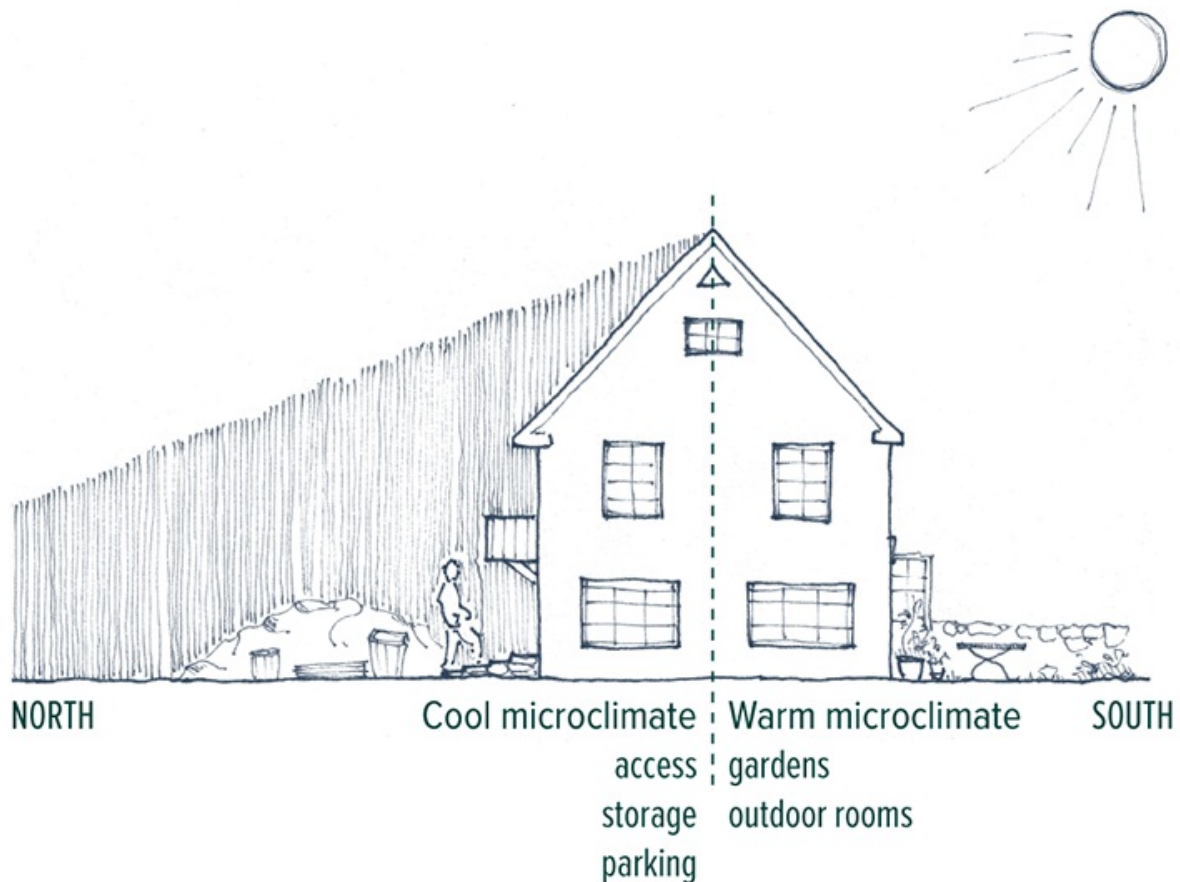 NORTH
Cool microclimate
access
storage
parking
Warm microclimate
gardens
outdoor rooms
SOUTH